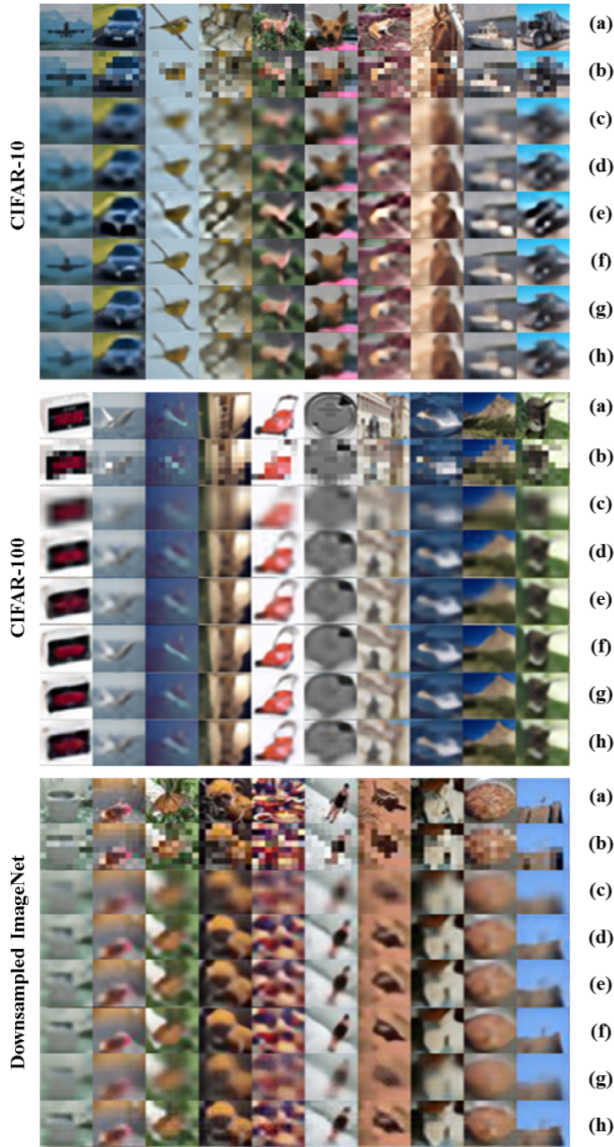 CIFAR-10
(a)
(b)
(c)
(d)
(e)
(f)
(g)
(h)
CIFAR-100
(a)
(b)
(c)
(d)
(e)
(f)
(g)
(h)
Downsampled ImageNet
(a)
(b)
(c)
(d)
(e)
(f)
(g)
(h)